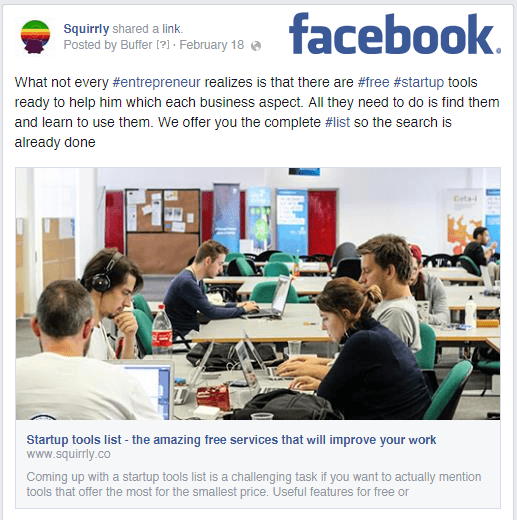 Squirrly shared a link.
facebook.
Posted by Buffer [?] · February 18
What not every #entrepreneur realizes is that there are #free #startup tools
ready to help him which each business aspect. All they need to do is find them
and learn to use them. We offer you the complete #list so the search is
already done
Beta-i
Startup tools list - the amazing free services that will improve your work
www.squirrly.co
Coming up with a startup tools list is a challenging task if you want to actually mention
tools that offer the most for the smallest price. Useful features for free or